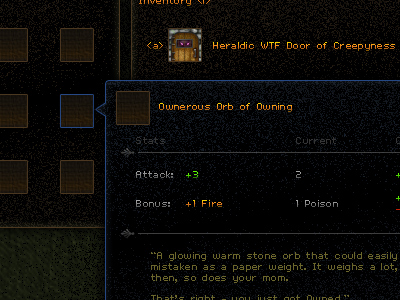 Inventory <i>
<a> Heraldic WTF Door of Creepyness
Ownerous Orb of Owning
Stats Current
Attack: +3 2
Bonus: +1 Fire 1 Poison
"A glowing warm stone orb that could easily
mistaken as a paper weight. It weighs a lot,
then, so does your mom.
That's right - you just got Owned"